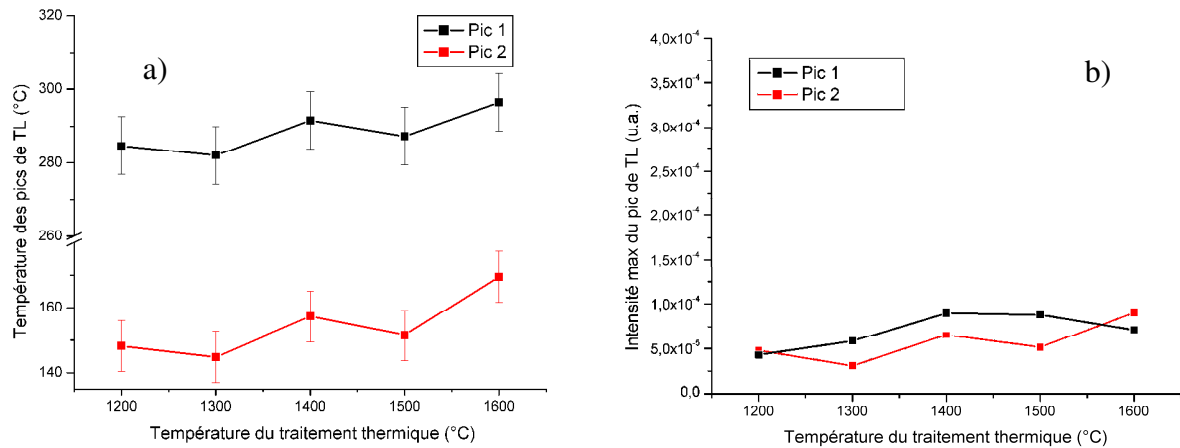 a)
Pic 1
Pic 2
Température des pics de TL (°C)
300
280
260
160
140
1200
1300
1400
1500
1600
Température du traitement thermique (°C)
b)
Pic 1
Pic 2
Intensité max du pic de TL (u.a.)
4,0x10-4
3,5x10-4
3,0x10-4
2,5x10-4
2,0x10-4
1,5x10-4
1,0x10-4
5,0x10-5
0,0
1200
1300
1400
1500
1600
Température du traitement thermique (°C)